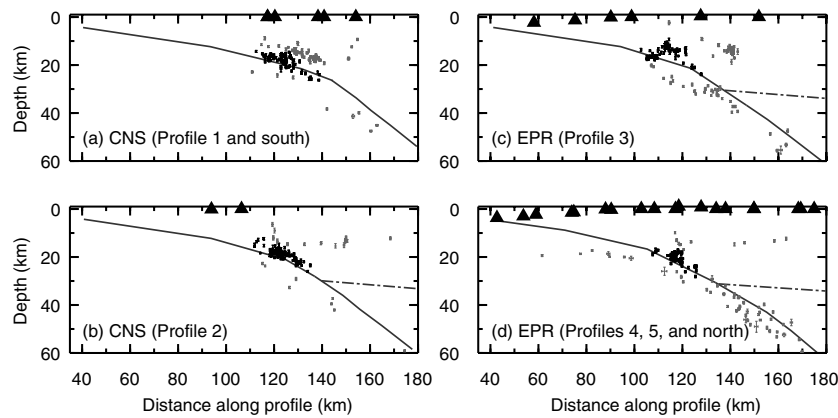 0
20
40
60
Depth (km)
(a) CNS (Profile 1 and south)
0
20
40
60
Depth (km)
(c) EPR (Profile 3)
0
20
40
60
Depth (km)
(b) CNS (Profile 2)
40 60 80 100 120 140 160 180
Distance along profile (km)
0
20
40
60
(d) EPR (Profiles 4, 5, and north)
40 60 80 100 120 140 160 180
Distance along profile (km)